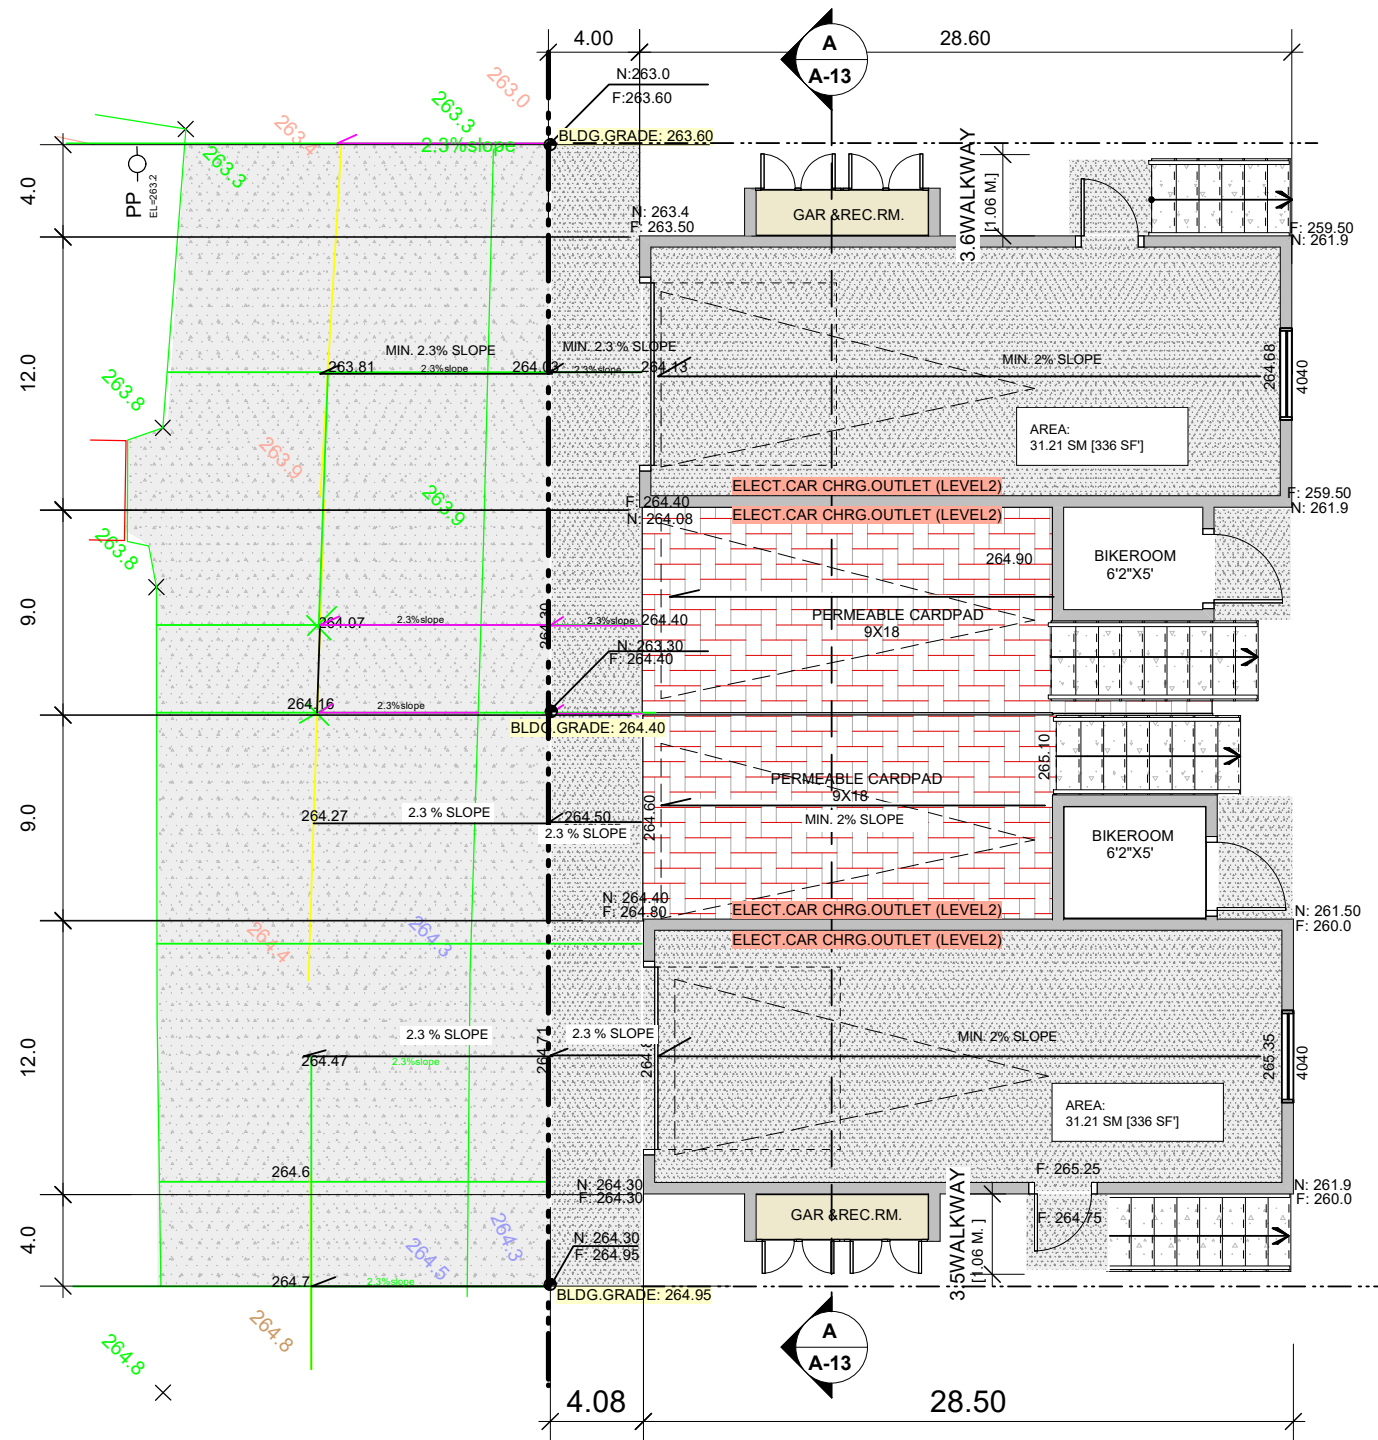 4.00
28.60
A
A-13
N:263.0
F:263.60
263.0
263.3
263.4
2.3%slope
BLDG.GRADE: 263.60
263.3
PP
EL=263.2
4.0
3.6WALKWAY
[1.06 M.]
GAR &REC.RM.
N: 263.4
F: 263.50
F: 259.50
N: 261.9
12.0
MIN. 2.3% SLOPE
MIN. 2.3 % SLOPE
263.81
2.3%slope
264.03
2.3%slope
264.13
MIN. 2% SLOPE
264.68
4040
263.8
AREA:
31.21 SM [336 SF']
263.9
263.9
ELECT.CAR CHRG.OUTLET (LEVEL2)
F: 264.40
N: 264.08
ELECT.CAR CHRG.OUTLET (LEVEL2)
F: 259.50
N: 261.9
263.8
264.90
BIKEROOM
6'2"X5'
9.0
264.07
2.3%slope
264.30
2.3%slope
264.40
PERMEABLE CARDPAD
9X18
N: 263.30
F: 264.40
264.16
2.3%slope
BLDG.GRADE: 264.40
265.10
PERMEABLE CARDPAD
9X18
9.0
264.27
2.3 % SLOPE
264.50
2.3 % SLOPE
264.60
MIN. 2% SLOPE
BIKEROOM
6'2"X5'
N: 264.40
F: 264.80
ELECT.CAR CHRG.OUTLET (LEVEL2)
N: 261.50
F: 260.0
264.4
264.3
ELECT.CAR CHRG.OUTLET (LEVEL2)
12.0
2.3 % SLOPE
264.71
2.3 % SLOPE
264.47
2.3%slope
MIN. 2% SLOPE
265.35
4040
AREA:
31.21 SM [336 SF']
264.6
N: 264.30
F: 264.30
F: 265.25
N: 261.9
F: 260.0
4.0
264.3
264.5
N: 264.30
F: 264.95
GAR &REC.RM.
3.5WALKWAY
[1.06 M. ]
F: 264.75
264.7
2.3%slope
BLDG.GRADE: 264.95
264.8
264.8
A
A-13
4.08
28.50